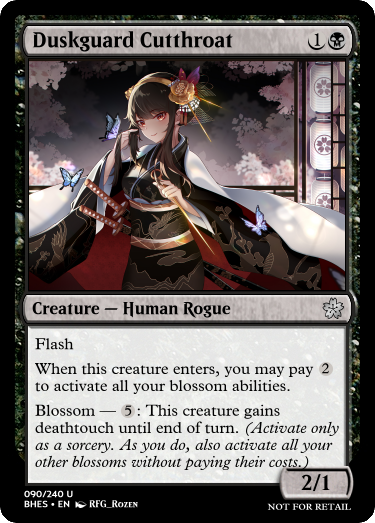 Duskguard Cutthroat 1
Creature — Human Rogue
Flash
When this creature enters, you may pay 2
to activate all your blossom abilities.
Blossom — 5: This creature gains
deathtouch until end of turn. (Activate only
as a sorcery. As you do, also activate all your
other blossoms without paying their costs.)
2/1
090/240 U
BHES • EN RFG_Rozen
NOT FOR RETAIL